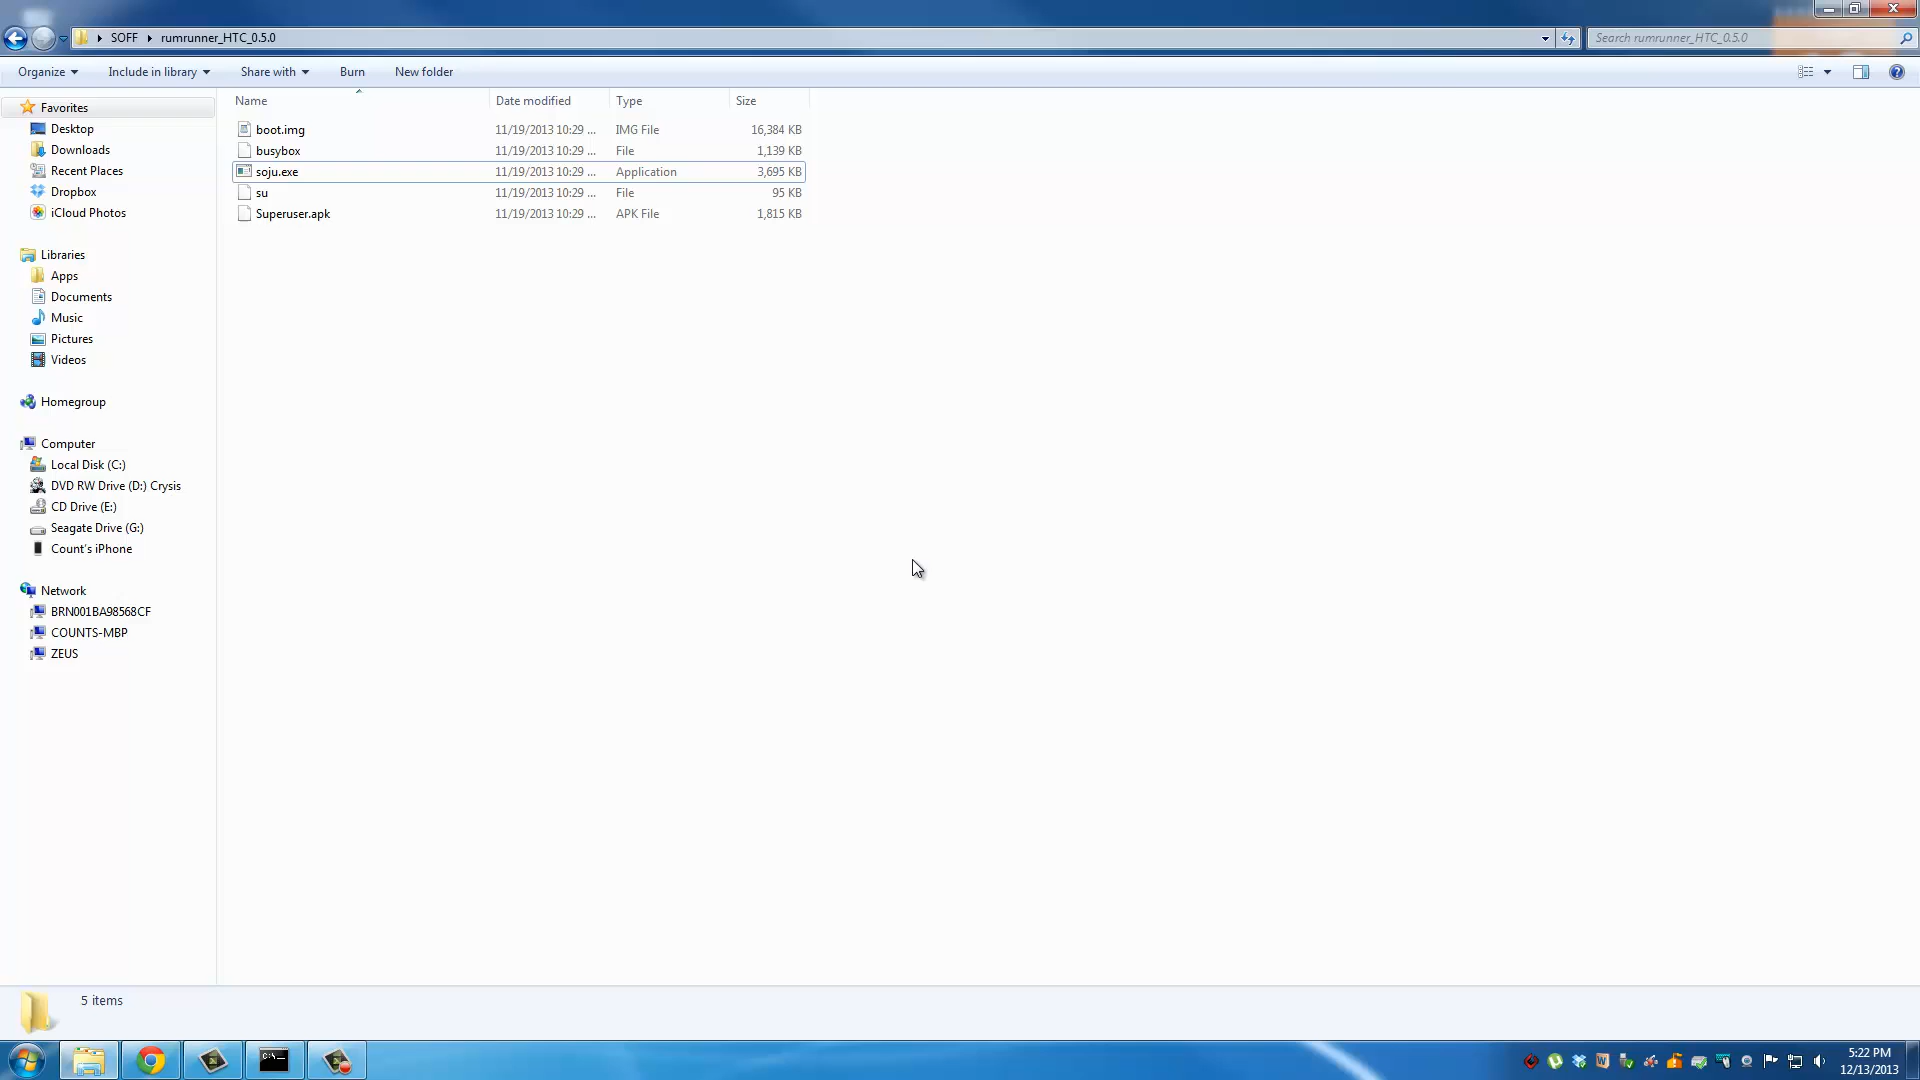 SOFF rumrunner_HTC_0.5.0
Search rumrunner_HTC_0.5.0
Organize Include in library Share with Burn New folder
Name Date modified Type Size
boot.img 11/19/2013 10:29 ... IMG File 16,384 KB
busybox 11/19/2013 10:29 ... File 1,139 KB
soju.exe 11/19/2013 10:29 ... Application 3,695 KB
su 11/19/2013 10:29 ... File 95 KB
Superuser.apk 11/19/2013 10:29 ... APK File 1,815 KB
Favorites
Desktop
Downloads
Recent Places
Dropbox
iCloud Photos
Libraries
Apps
Documents
Music
Pictures
Videos
Homegroup
Computer
Local Disk (C:)
DVD RW Drive (D:) Crysis
CD Drive (E:)
Seagate Drive (G:)
Count's iPhone
Network
BRN001BA98568CF
COUNTS-MBP
ZEUS
5 items
C:\
5:22 PM
12/13/2013